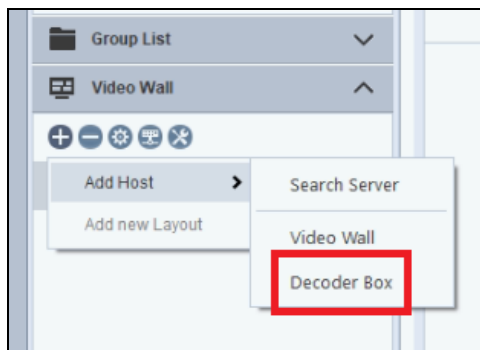 Group List
Video Wall
Add Host
Search Server
Add new Layout
Video Wall
Decoder Box